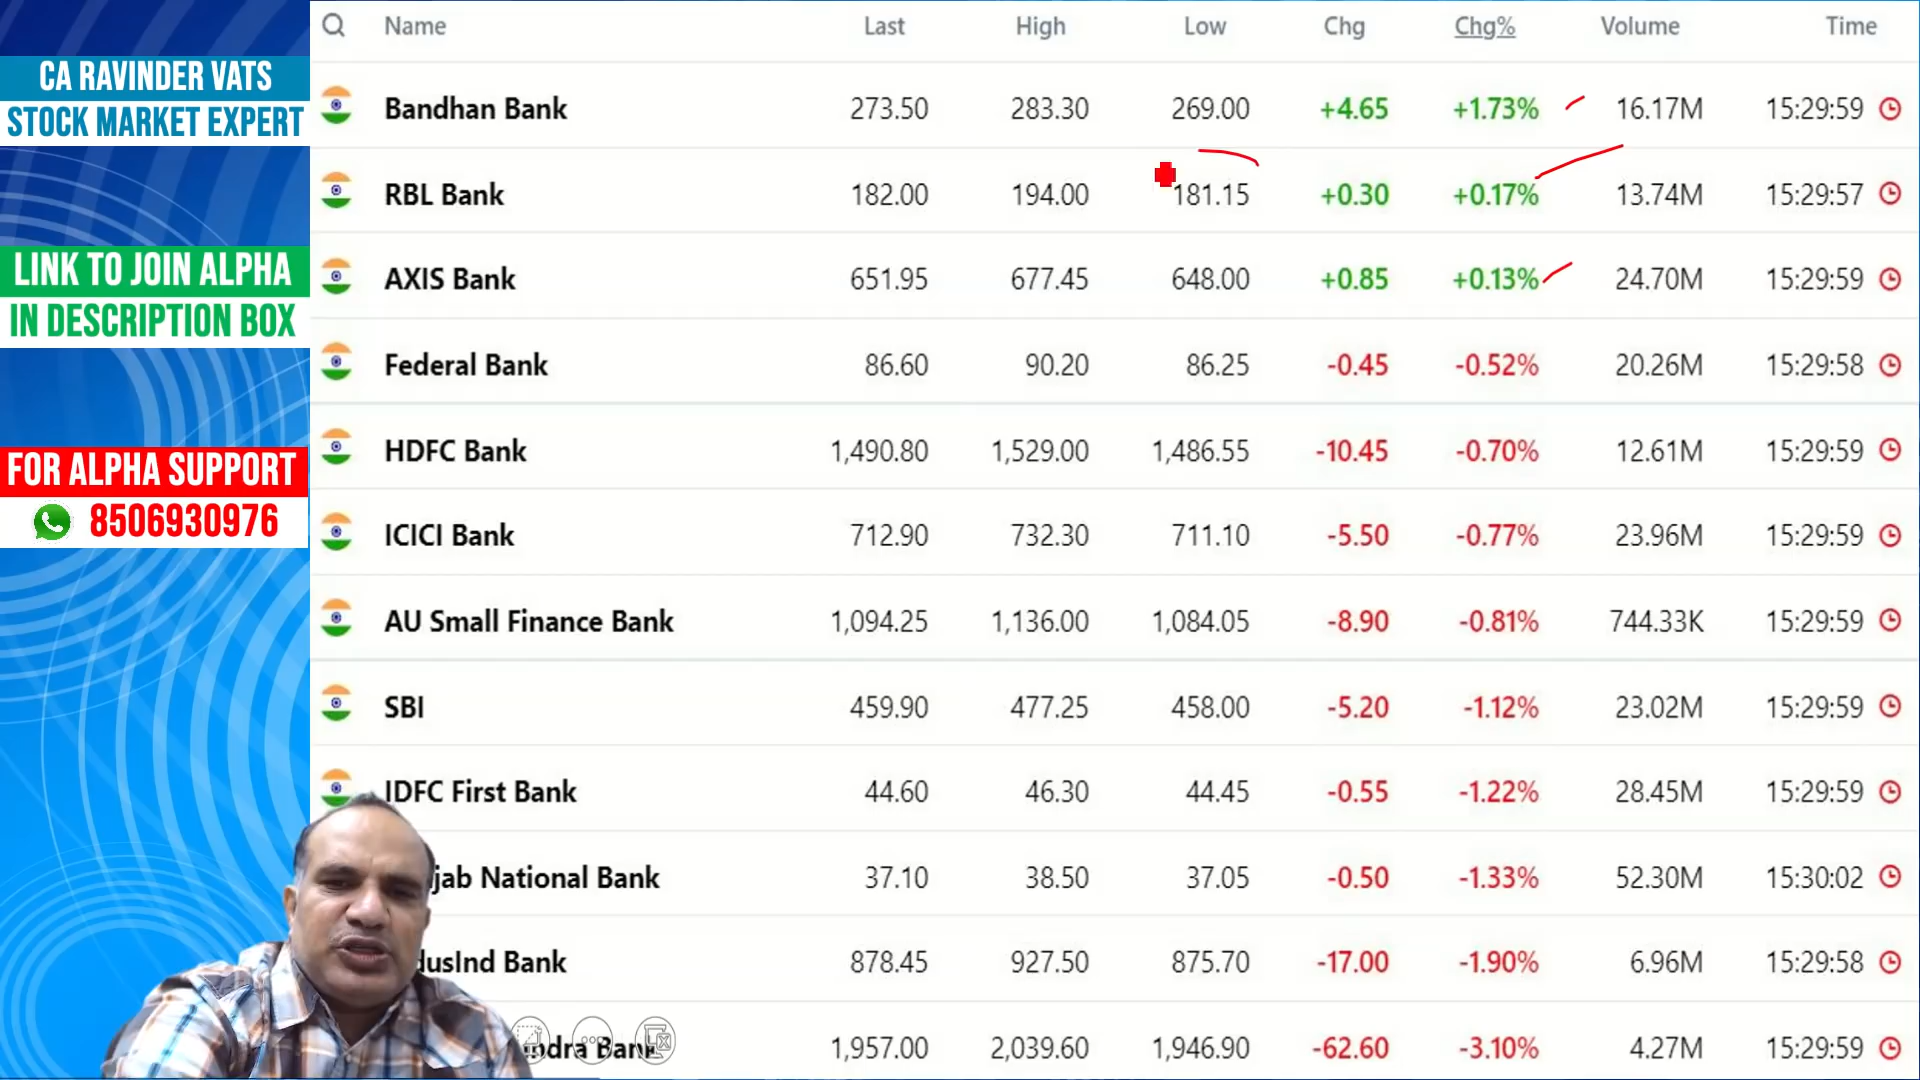 CA RAVINDER VATS
STOCK MARKET EXPERT
LINK TO JOIN ALPHA
IN DESCRIPTION BOX
FOR ALPHA SUPPORT
8506930976
Name Last High Low Chg Chg% Volume Time
Bandhan Bank 273.50 283.30 269.00 +4.65 +1.73% 16.17M 15:29:59
RBL Bank 182.00 194.00 181.15 +0.30 +0.17% 13.74M 15:29:57
AXIS Bank 651.95 677.45 648.00 +0.85 +0.13% 24.70M 15:29:59
Federal Bank 86.60 90.20 86.25 -0.45 -0.52% 20.26M 15:29:58
HDFC Bank 1,490.80 1,529.00 1,486.55 -10.45 -0.70% 12.61M 15:29:59
ICICI Bank 712.90 732.30 711.10 -5.50 -0.77% 23.96M 15:29:59
AU Small Finance Bank 1,094.25 1,136.00 1,084.05 -8.90 -0.81% 744.33K 15:29:59
SBI 459.90 477.25 458.00 -5.20 -1.12% 23.02M 15:29:59
IDFC First Bank 44.60 46.30 44.45 -0.55 -1.22% 28.45M 15:29:59
jab National Bank 37.10 38.50 37.05 -0.50 -1.33% 52.30M 15:30:02
dusInd Bank 878.45 927.50 875.70 -17.00 -1.90% 6.96M 15:29:58
ndra Bank 1,957.00 2,039.60 1,946.90 -62.60 -3.10% 4.27M 15:29:59